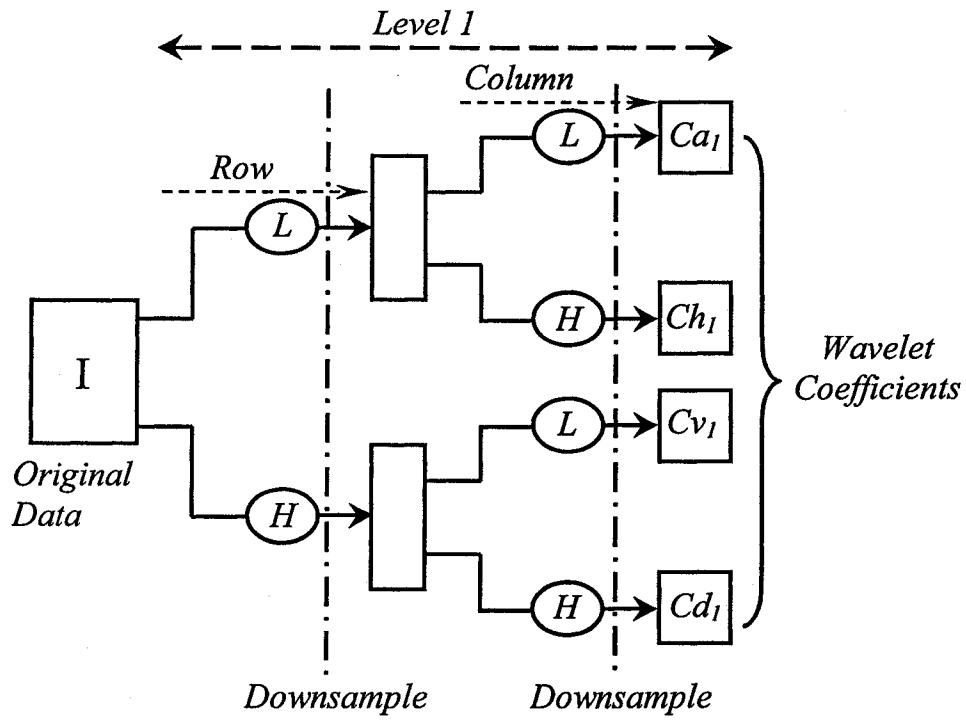 Level 1
Column
L
Ca1
Row
L
H
Ch1
I
Wavelet
Coefficients
L
Cv1
Original
Data
H
H
Cd1
Downsample
Downsample